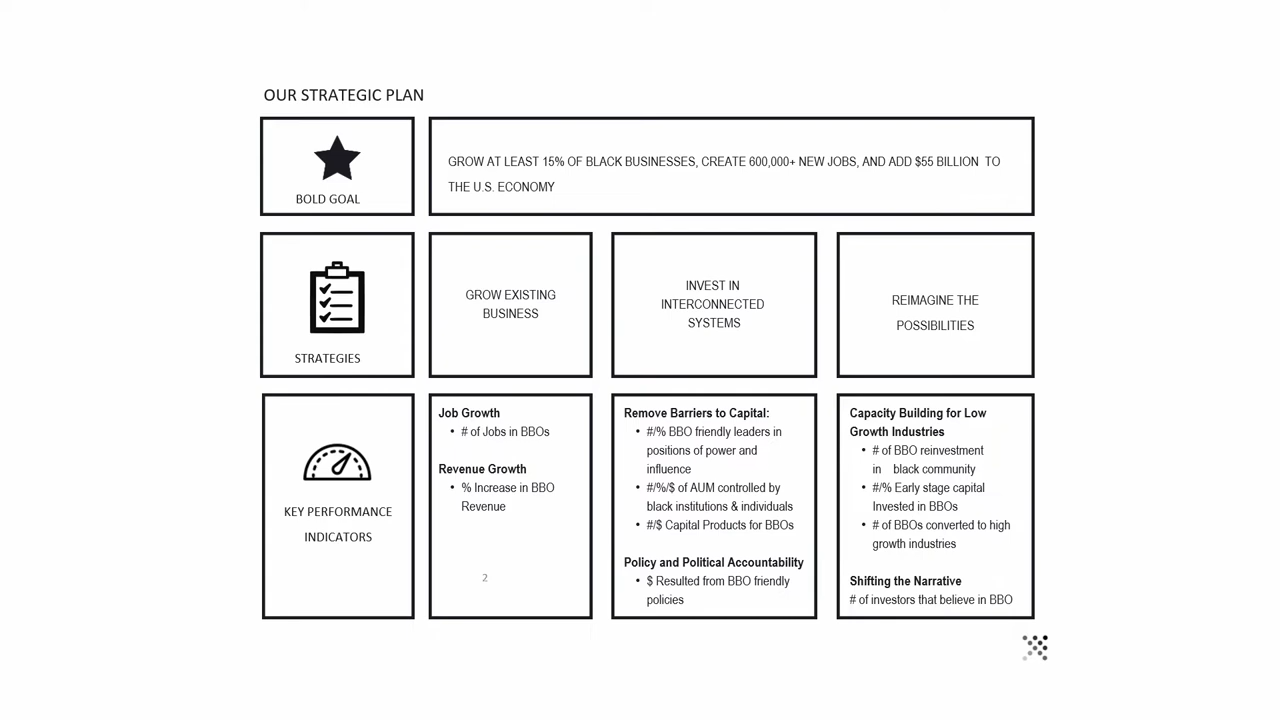 OUR STRATEGIC PLAN
BOLD GOAL
GROW AT LEAST 15% OF BLACK BUSINESSES, CREATE 600,000+ NEW JOBS, AND ADD $55 BILLION TO
THE U.S. ECONOMY
STRATEGIES
GROW EXISTING
BUSINESS
INVEST IN
INTERCONNECTED
SYSTEMS
REIMAGINE THE
POSSIBILITIES
KEY PERFORMANCE
INDICATORS
Job Growth
• # of Jobs in BBOs
Revenue Growth
• % Increase in BBO
Revenue
2
Remove Barriers to Capital:
• #/% BBO friendly leaders in
positions of power and
influence
• #/%/$ of AUM controlled by
black institutions & individuals
• #/$ Capital Products for BBOs
Policy and Political Accountability
• $ Resulted from BBO friendly
policies
Capacity Building for Low
Growth Industries
• # of BBO reinvestment
in black community
• #/% Early stage capital
Invested in BBOs
• # of BBOs converted to high
growth industries
Shifting the Narrative
# of investors that believe in BBO